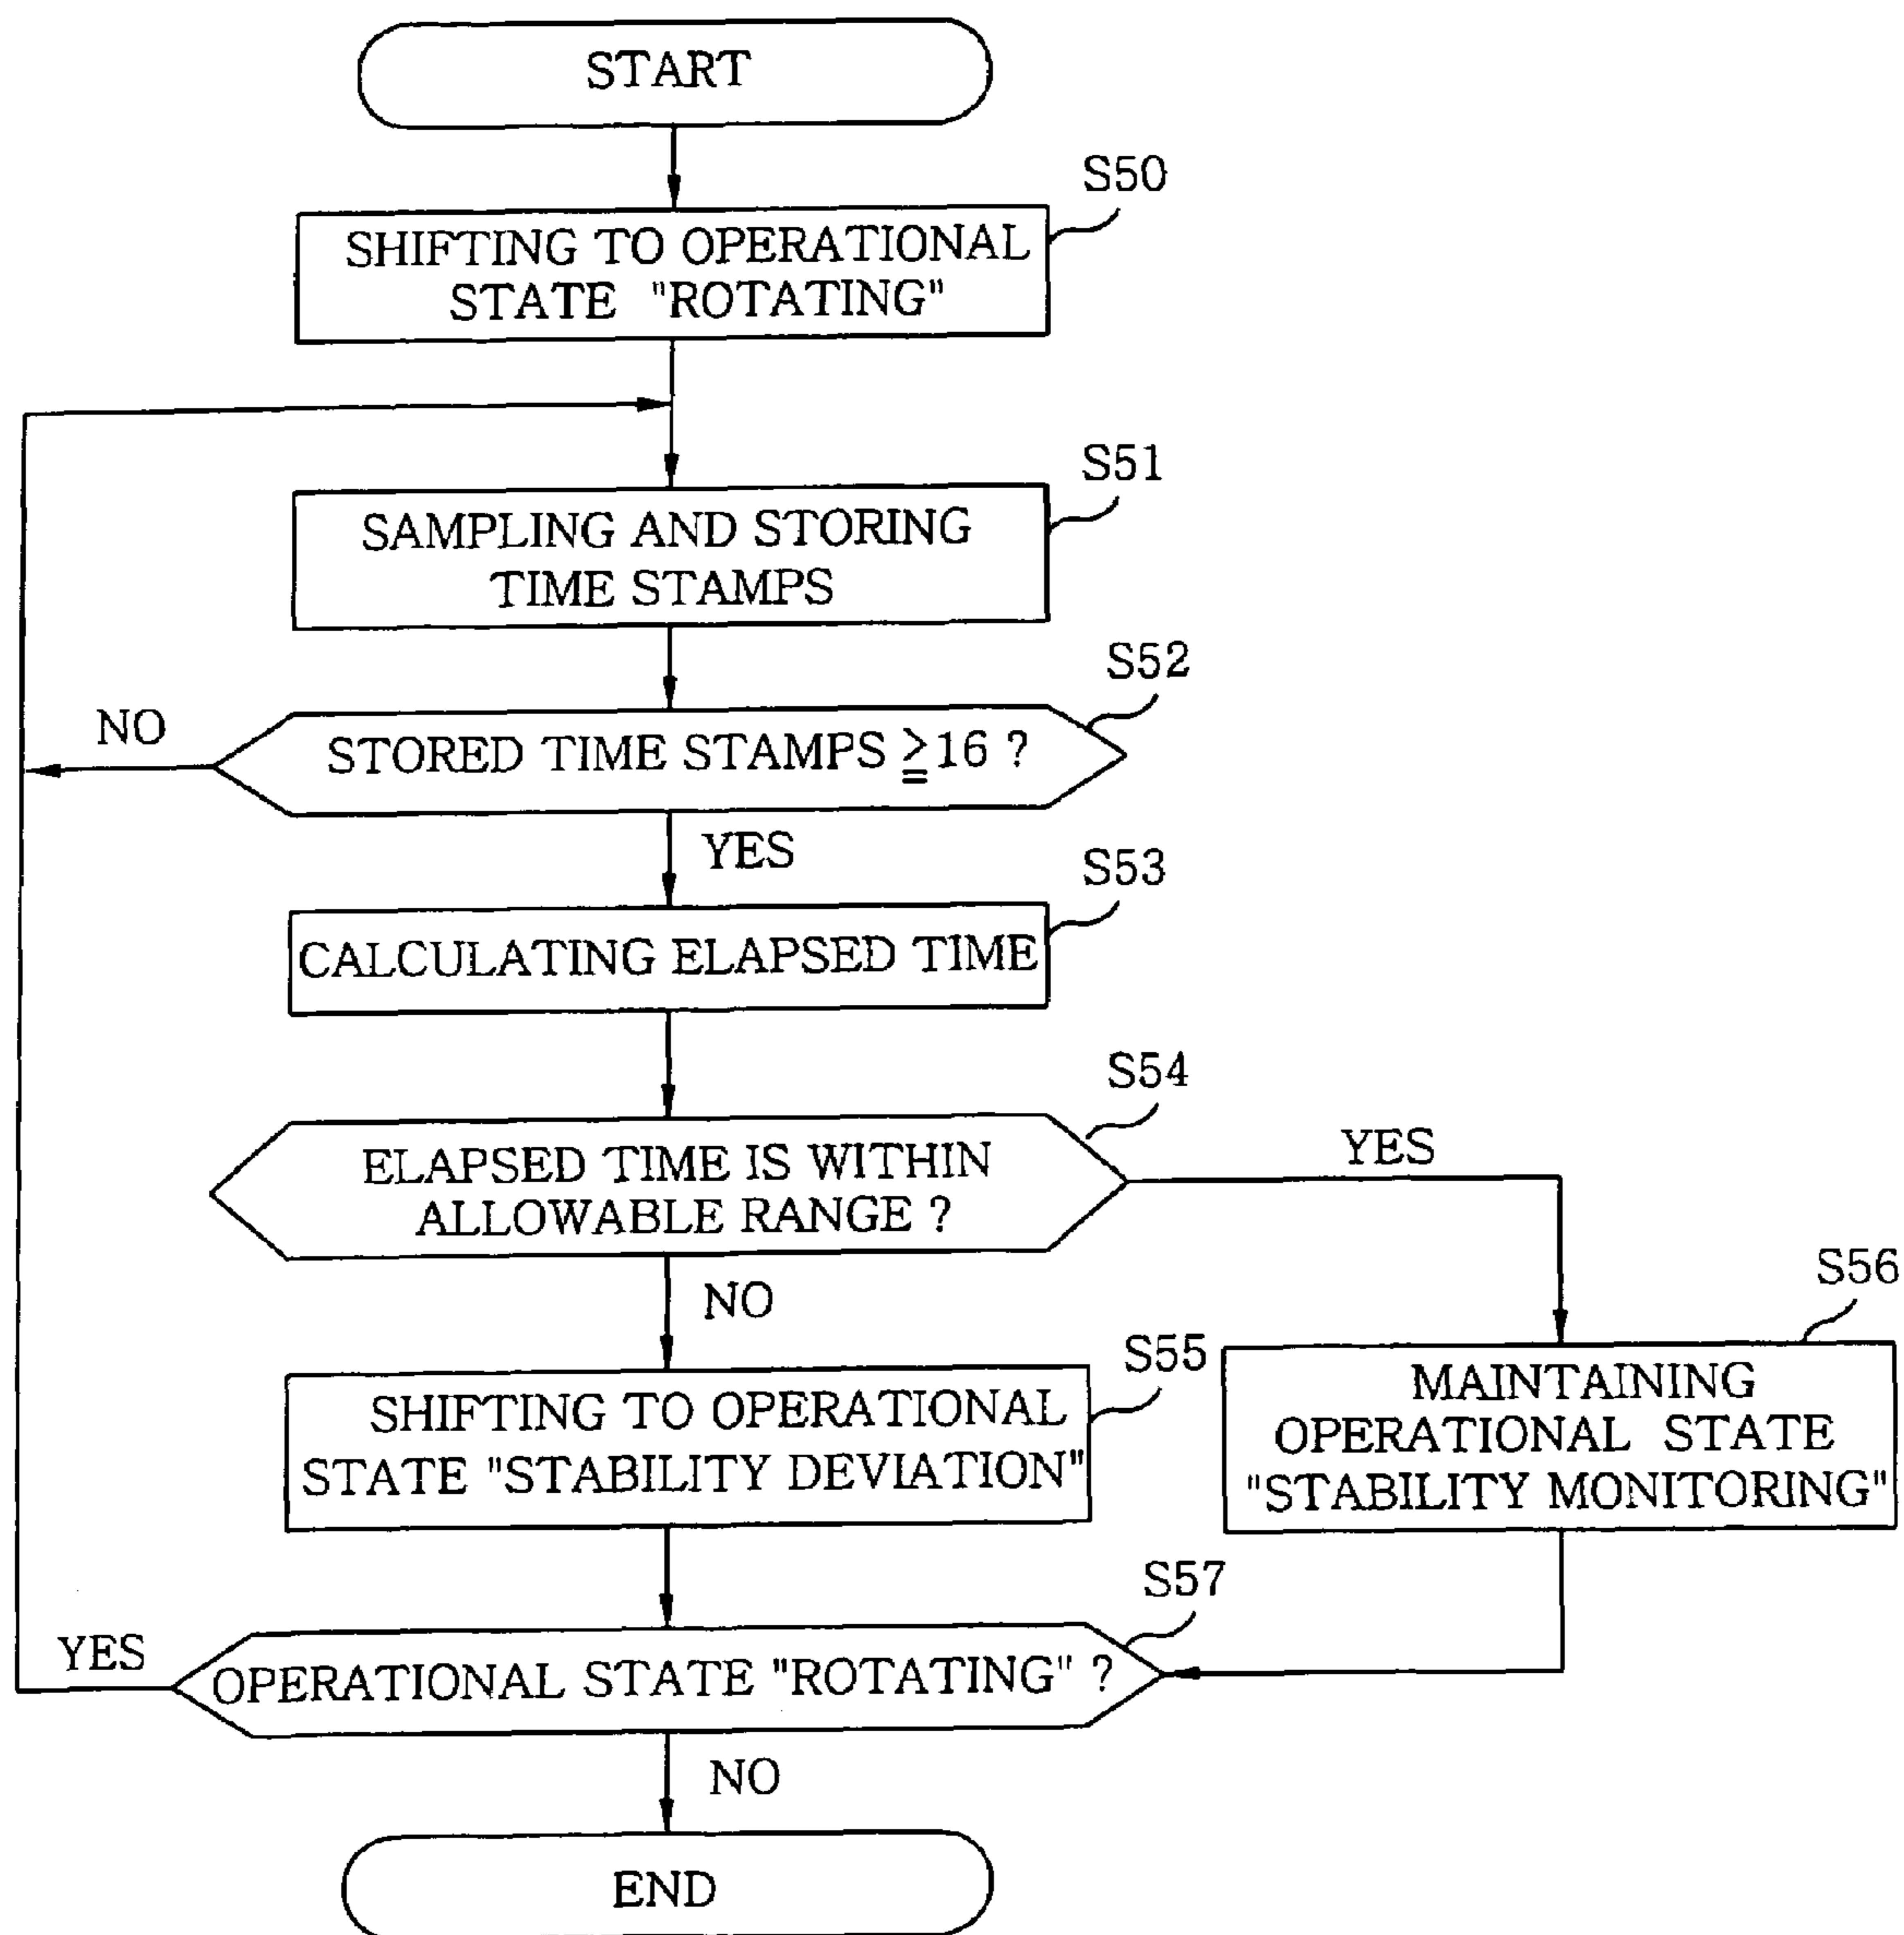 START
S50
SHIFTING TO OPERATIONAL
STATE "ROTATING"
S51
SAMPLING AND STORING
TIME STAMPS
S52
NO
STORED TIME STAMPS ≧ 16 ?
YES
S53
CALCULATING ELAPSED TIME
S54
ELAPSED TIME IS WITHIN
ALLOWABLE RANGE ?
YES
NO
S55
SHIFTING TO OPERATIONAL
STATE "STABILITY DEVIATION"
S56
MAINTAINING
OPERATIONAL STATE
"STABILITY MONITORING"
S57
YES
OPERATIONAL STATE "ROTATING" ?
NO
END